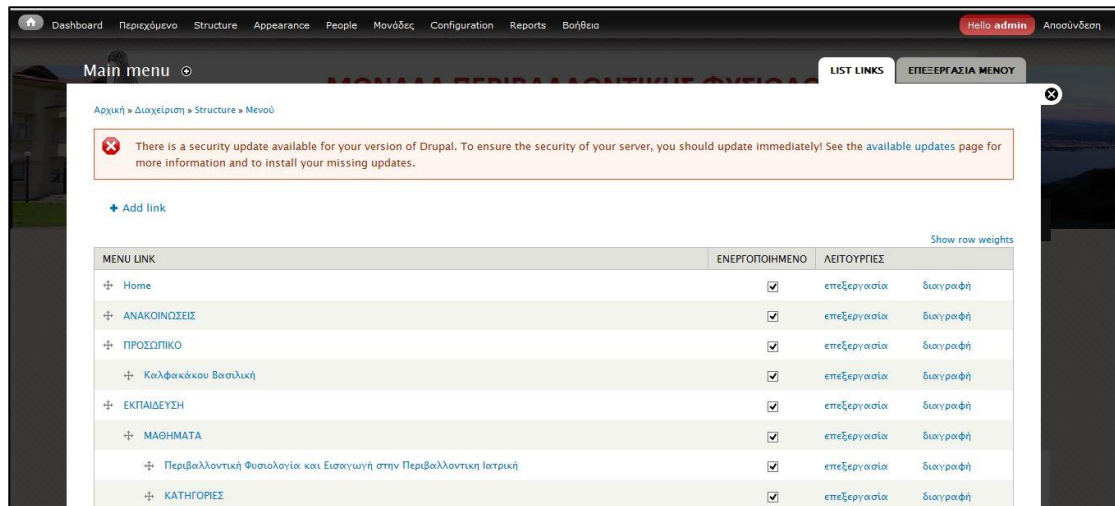 Dashboard Περιεχόμενο Structure Appearance People Μονάδες Configuration Reports Βοήθεια Hello admin Αποσύνδεση
Main menu LIST LINKS ΕΠΕΞΕΡΓΑΣΙΑ ΜΕΝΟΥ
Αρχική » Διαχείριση » Structure » Μενού
There is a security update available for your version of Drupal. To ensure the security of your server, you should update immediately! See the available updates page for
more information and to install your missing updates.
Add link
Show row weights
MENU LINK ΕΝΕΡΓΟΠΟΙΗΜΕΝΟ ΛΕΙΤΟΥΡΓΙΕΣ
Home επεξεργασία διαγραφή
ΑΝΑΚΟΙΝΩΣΕΙΣ επεξεργασία διαγραφή
ΠΡΟΣΩΠΙΚΟ επεξεργασία διαγραφή
Καλφακάκου Βασιλική επεξεργασία διαγραφή
ΕΚΠΑΙΔΕΥΣΗ επεξεργασία διαγραφή
ΜΑΘΗΜΑΤΑ επεξεργασία διαγραφή
Περιβαλλοντική Φυσιολογία και Εισαγωγή στην Περιβαλλοντικη Ιατρική επεξεργασία διαγραφή
ΚΑΤΗΓΟΡΙΕΣ επεξεργασία διαγραφή